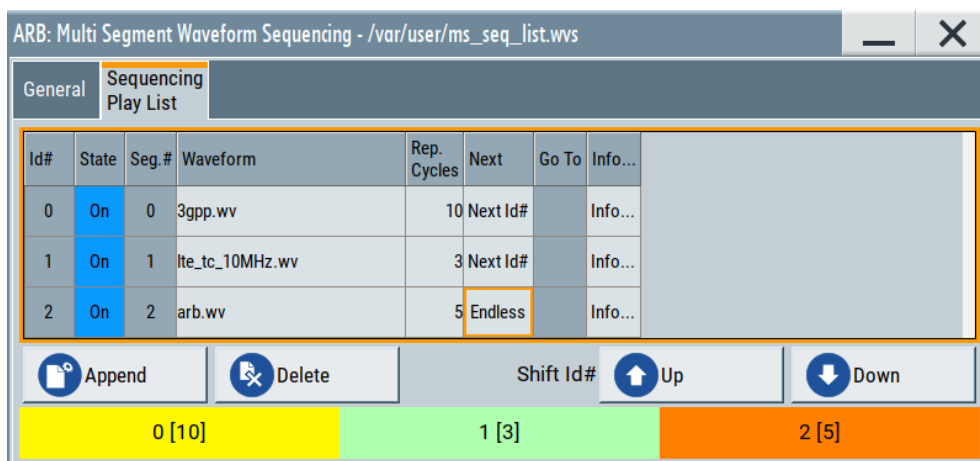 ARB: Multi Segment Waveform Sequencing - /var/user/ms_seq_list.wvs
General
Sequencing
Play List
Id# State Seg.# Waveform Rep. Cycles Next Go To Info...
0 On 0 3gpp.wv 10 Next Id# Info...
1 On 1 lte_tc_10MHz.wv 3 Next Id# Info...
2 On 2 arb.wv 5 Endless Info...
Append Delete Shift Id# Up Down
0 [10] 1 [3] 2 [5]